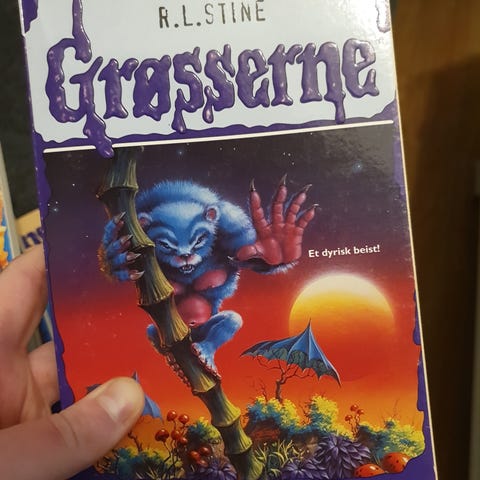 R.L.STINE
Grøsserne
Et dyrisk beist!